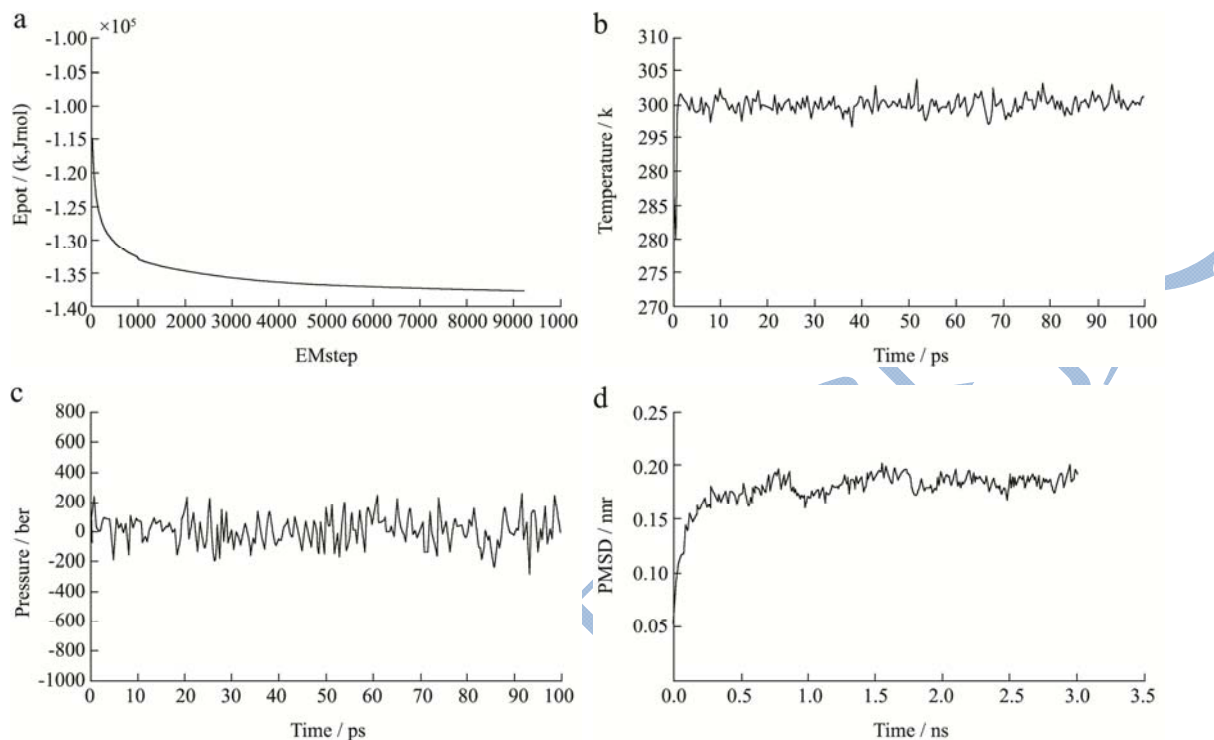 a
×10⁵
-1.00
-1.05
-1.00
-1.15
-1.20
-1.25
-1.30
-1.35
-1.40
0 1000 2000 3000 4000 5000 6000 7000 8000 9000 1000
Epot / (k,Jmol)
EMstep
b
310
305
300
295
290
285
280
275
270
0 10 20 30 40 50 60 70 80 90 100
Temperature / k
Time / ps
c
800
600
400
200
0
-200
-400
-600
-800
-1000
0 10 20 30 40 50 60 70 80 90 100
Pressure / ber
Time / ps
d
0.25
0.20
0.15
0.10
0.05
0.0 0.5 1.0 1.5 2.0 2.5 3.0 3.5
PMSD / nnr
Time / ns